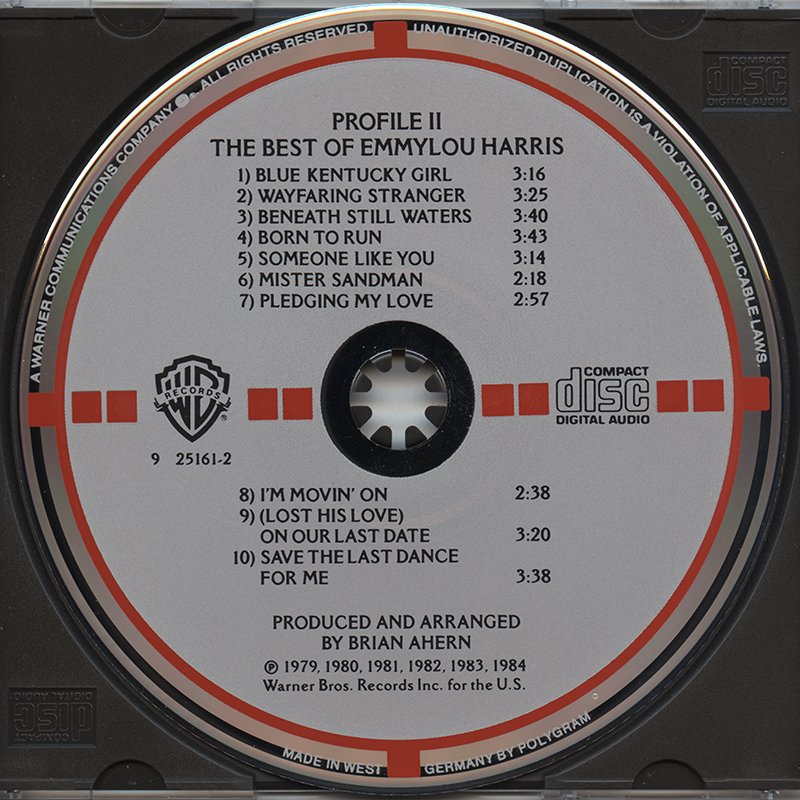 A WARNER COMMUNICATIONS COMPANY ALL RIGHTS RESERVED. UNAUTHORIZED DUPLICATION IS A VIOLATION OF APPLICABLE LAWS.
COMPACT
disc
DIGITAL AUDIO
PROFILE II
THE BEST OF EMMYLOU HARRIS
1) BLUE KENTUCKY GIRL 3:16
2) WAYFARING STRANGER 3:25
3) BENEATH STILL WATERS 3:40
4) BORN TO RUN 3:43
5) SOMEONE LIKE YOU 3:14
6) MISTER SANDMAN 2:18
7) PLEDGING MY LOVE 2:57
WB
RECORDS
®
9 25161-2
COMPACT
disc
DIGITAL AUDIO
8) I'M MOVIN' ON 2:38
9) (LOST HIS LOVE)
ON OUR LAST DATE 3:20
10) SAVE THE LAST DANCE
FOR ME 3:38
PRODUCED AND ARRANGED
BY BRIAN AHERN
℗ 1979, 1980, 1981, 1982, 1983, 1984
Warner Bros. Records Inc. for the U.S.
COMPACT
disc
DIGITAL AUDIO
MADE IN WEST GERMANY BY POLYGRAM